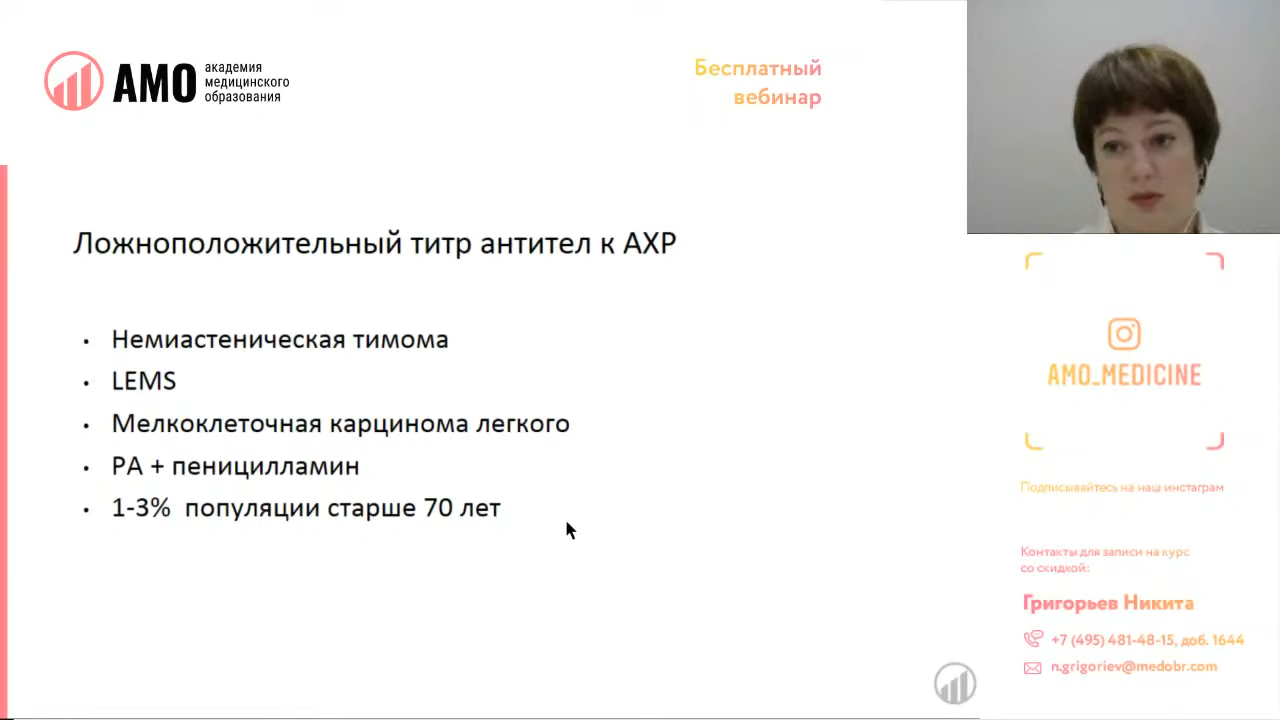 АМО
академия
медицинского
образования
Бесплатный
вебинар
Ложноположительный титр антител к АХР
• Немиастеническая тимома
• LEMS
• Мелкоклеточная карцинома легкого
• РА + пеницилламин
• 1-3% популяции старше 70 лет
AMO_MEDICINE
Подписывайтесь на наш инстаграм
Контакты для записи на курс
со скидкой:
Григорьев Никита
+7 (495) 481-48-15, доб. 1644
n.grigoriev@medobr.com